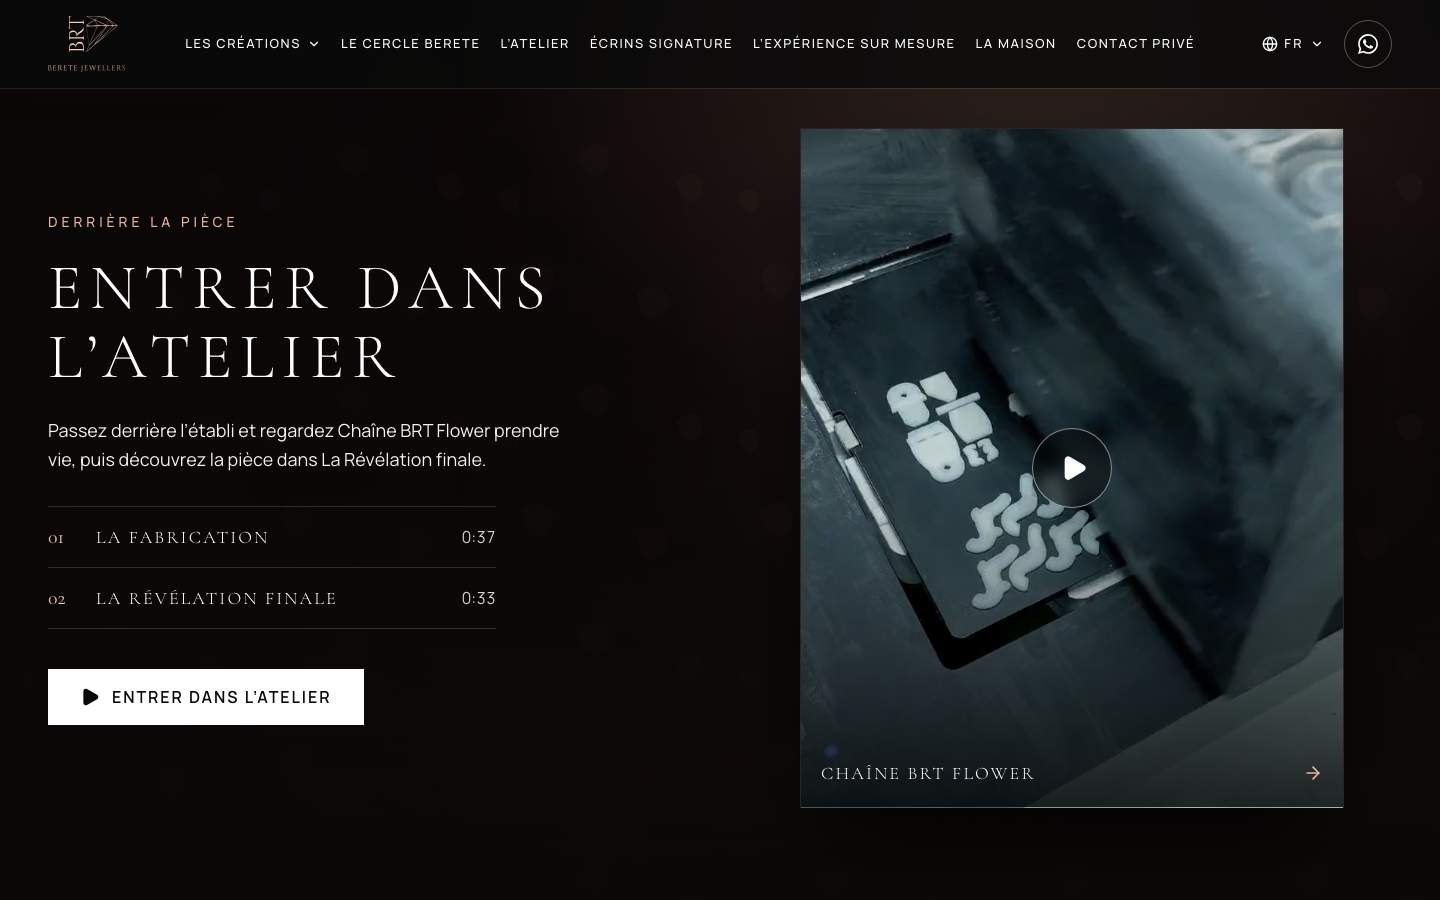 BRT
BERETE JEWELLERS
LES CRÉATIONS
LE CERCLE BERETE
L’ATELIER
ÉCRINS SIGNATURE
L’EXPÉRIENCE SUR MESURE
LA MAISON
CONTACT PRIVÉ
FR
DERRIÈRE LA PIÈCE
ENTRER DANS
L’ATELIER
Passez derrière l’établi et regardez Chaîne BRT Flower prendre
vie, puis découvrez la pièce dans La Révélation finale.
01 LA FABRICATION 0:37
02 LA RÉVÉLATION FINALE 0:33
ENTRER DANS L’ATELIER
CHAÎNE BRT FLOWER